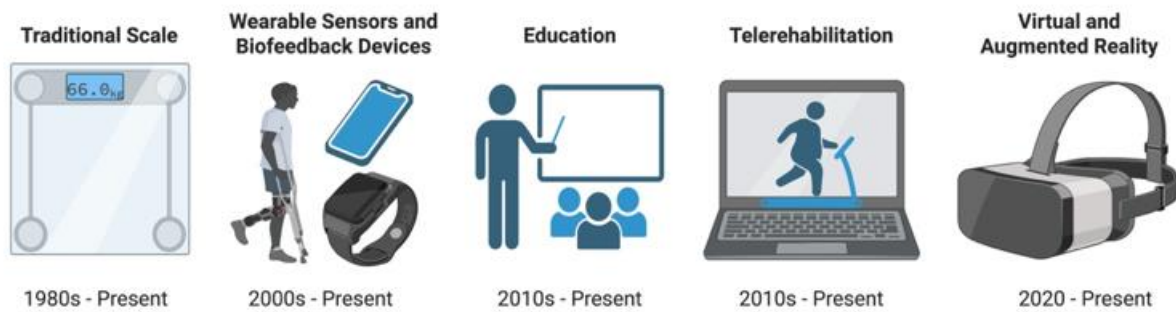 Traditional Scale
Wearable Sensors and
Biofeedback Devices
Education
Telerehabilitation
Virtual and
Augmented Reality
66.0kg
1980s - Present
2000s - Present
2010s - Present
2010s - Present
2020 - Present